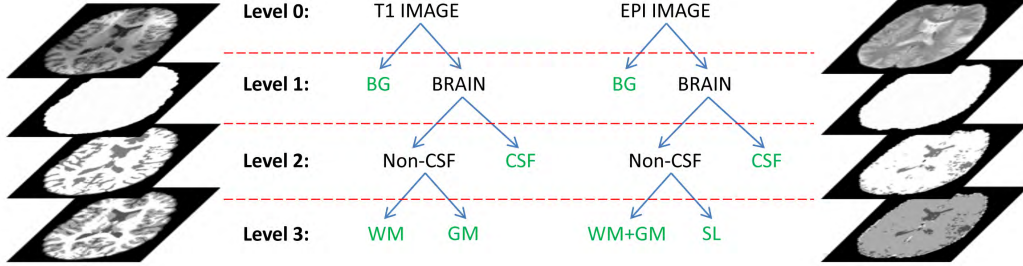 Level 0: T1 IMAGE EPI IMAGE
Level 1: BG BRAIN BG BRAIN
Level 2: Non-CSF CSF Non-CSF CSF
Level 3: WM GM WM+GM SL